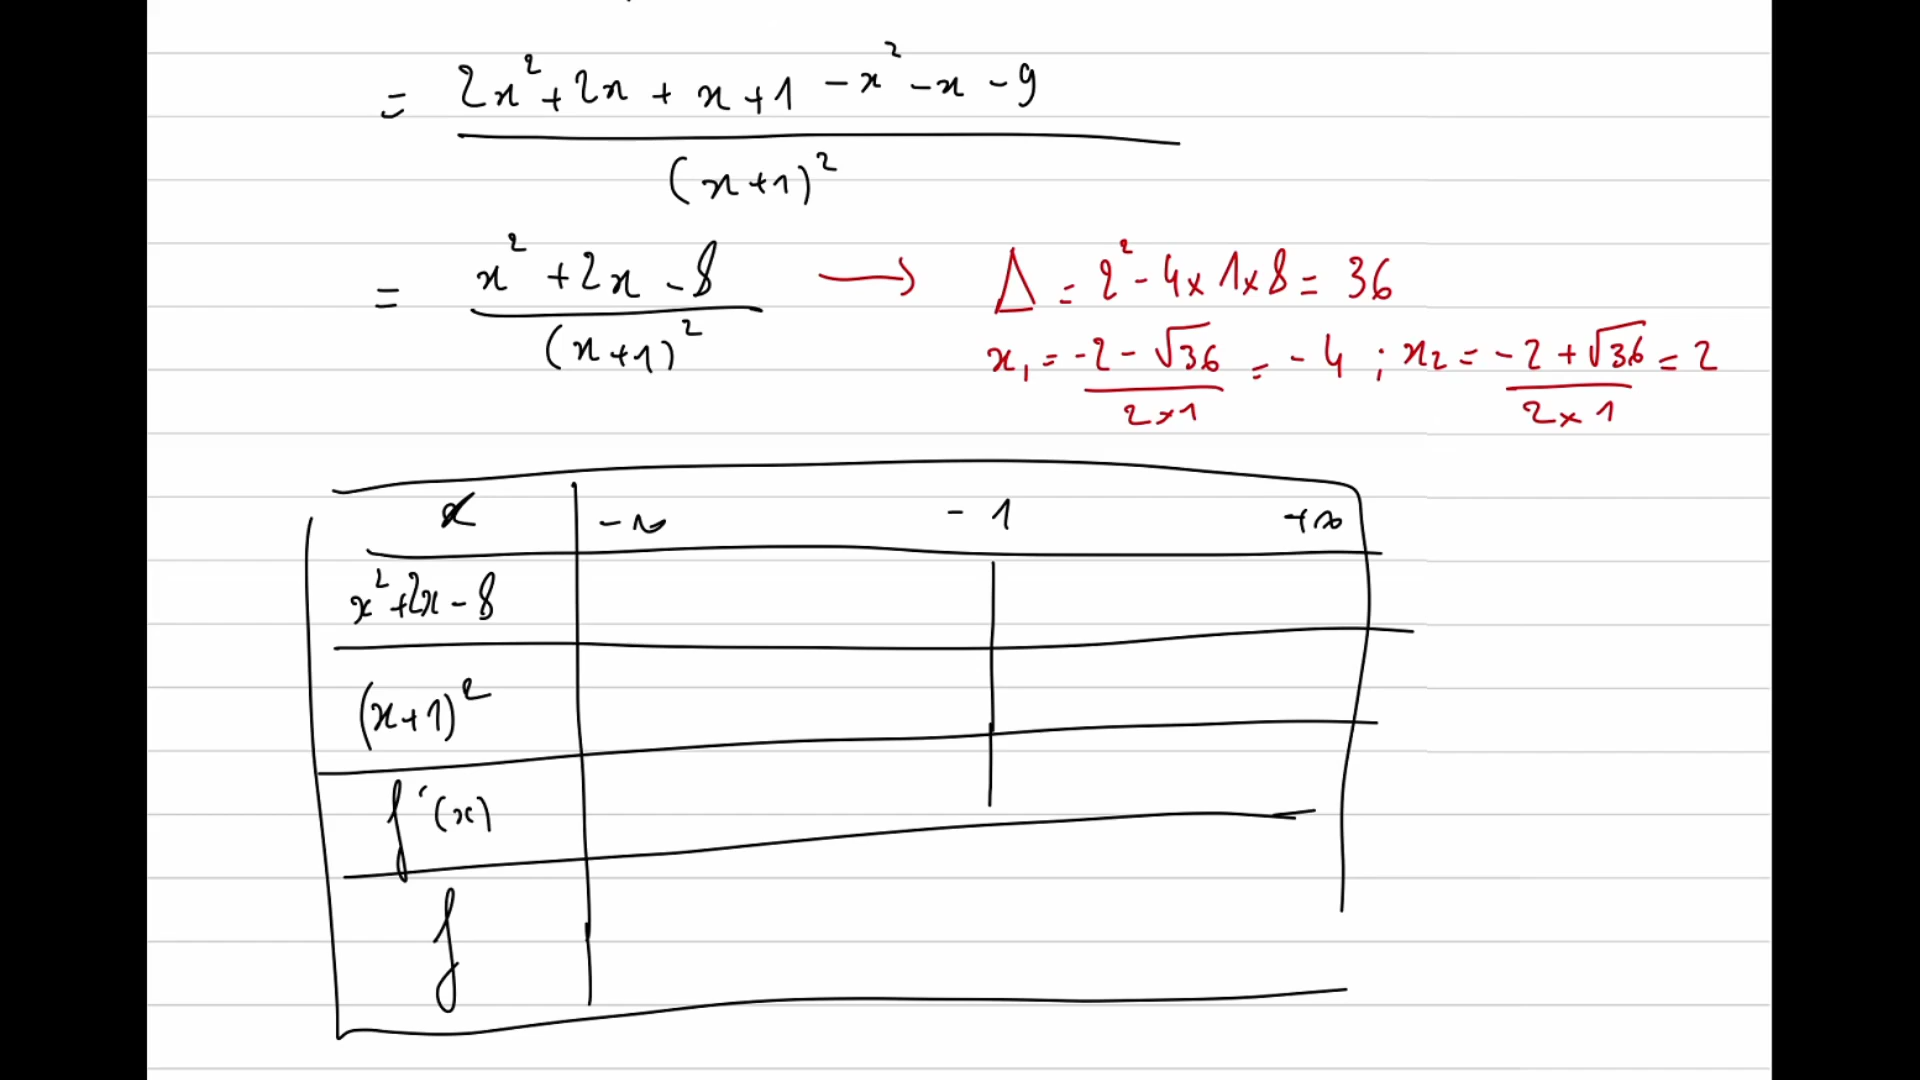 = (2x² + 2x + x + 1 - x² - x - 9) / (x+1)²
= (x² + 2x - 8) / (x+1)² → Δ = 2² - 4 × 1 × 8 = 36
x₁ = (-2 - √36) / (2×1) = -4 ; x₂ = (-2 + √36) / (2×1) = 2
x -∞ -1 +∞
x² + 2x - 8
(x+1)²
f'(x)
f